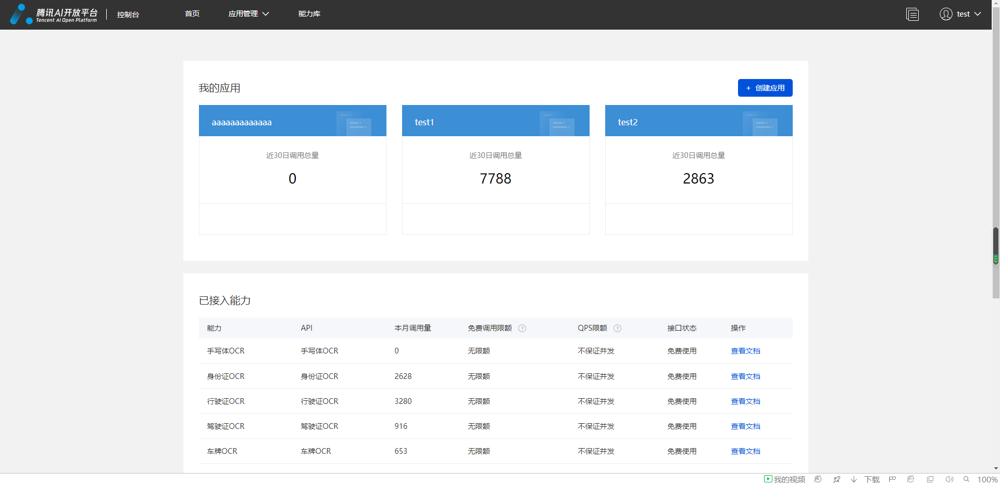 腾讯AI开放平台
Tencent AI Open Platform
控制台
首页 应用管理 能力库
test
我的应用
+ 创建应用
aaaaaaaaaaaaa test1 test2
近30日调用总量 近30日调用总量 近30日调用总量
0 7788 2863
已接入能力
能力 API 本月调用量 免费调用限额 ? QPS限额 ? 接口状态 操作
手写体OCR 手写体OCR 0 无限额 不保证并发 免费使用 查看文档
身份证OCR 身份证OCR 2628 无限额 不保证并发 免费使用 查看文档
行驶证OCR 行驶证OCR 3280 无限额 不保证并发 免费使用 查看文档
驾驶证OCR 驾驶证OCR 916 无限额 不保证并发 免费使用 查看文档
车牌OCR 车牌OCR 653 无限额 不保证并发 免费使用 查看文档
我的视频 下载 100%